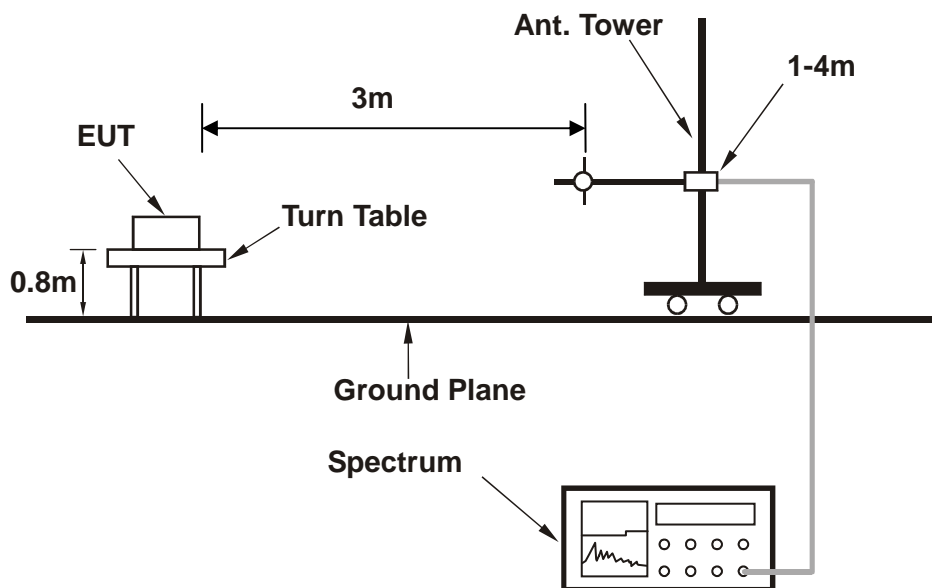 Ant. Tower
1-4m
3m
EUT
Turn Table
0.8m
Ground Plane
Spectrum